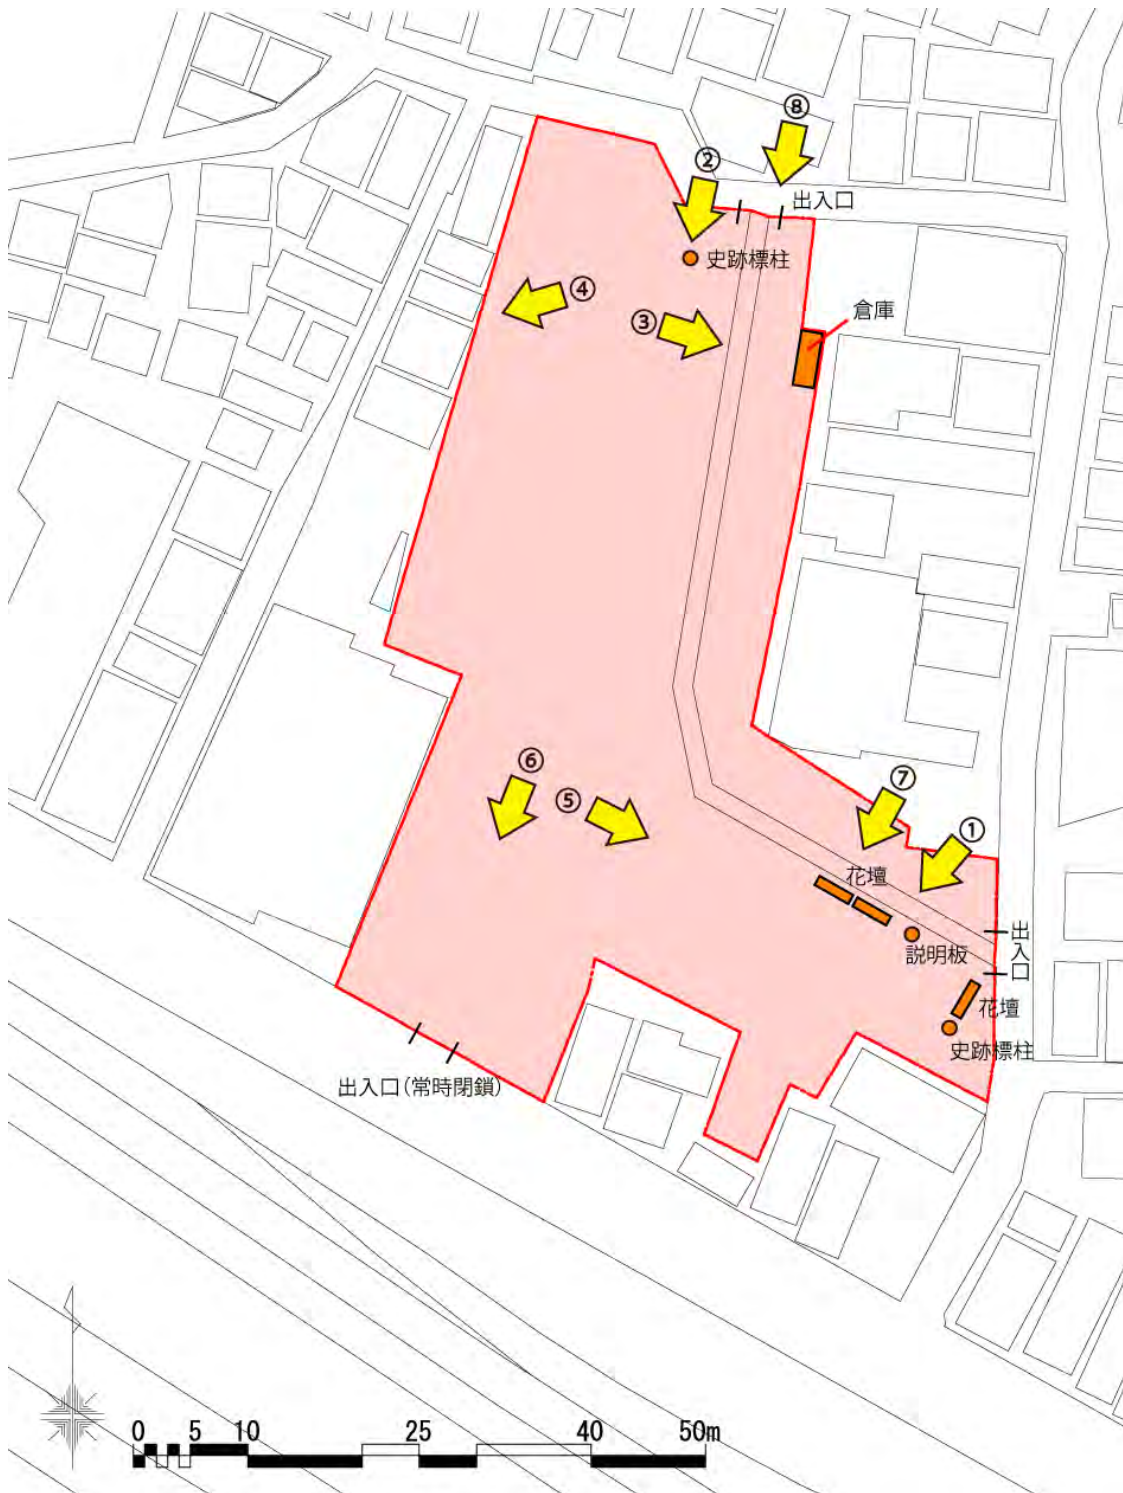 ⑧
②
出入口
史跡標柱
④
③
倉庫
⑥
⑤
⑦
①
花壇
説明板
出入口
花壇
史跡標柱
出入口（常時閉鎖）
0 5 10 25 40 50m